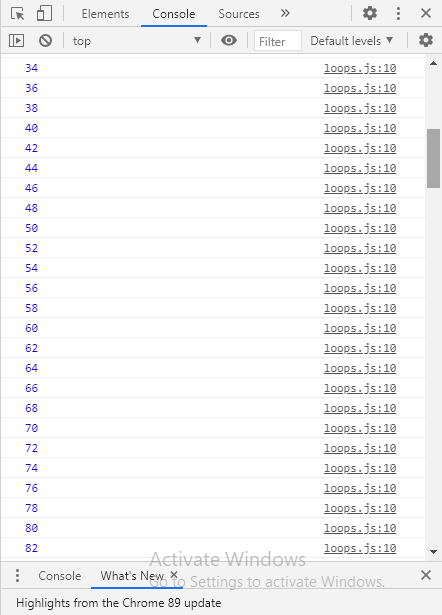 Elements Console Sources »
top Filter Default levels
34 loops.js:10
36 loops.js:10
38 loops.js:10
40 loops.js:10
42 loops.js:10
44 loops.js:10
46 loops.js:10
48 loops.js:10
50 loops.js:10
52 loops.js:10
54 loops.js:10
56 loops.js:10
58 loops.js:10
60 loops.js:10
62 loops.js:10
64 loops.js:10
66 loops.js:10
68 loops.js:10
70 loops.js:10
72 loops.js:10
74 loops.js:10
76 loops.js:10
78 loops.js:10
80 loops.js:10
82 loops.js:10
Activate Windows
Console What's New
Go to Settings to activate Windows.
Highlights from the Chrome 89 update